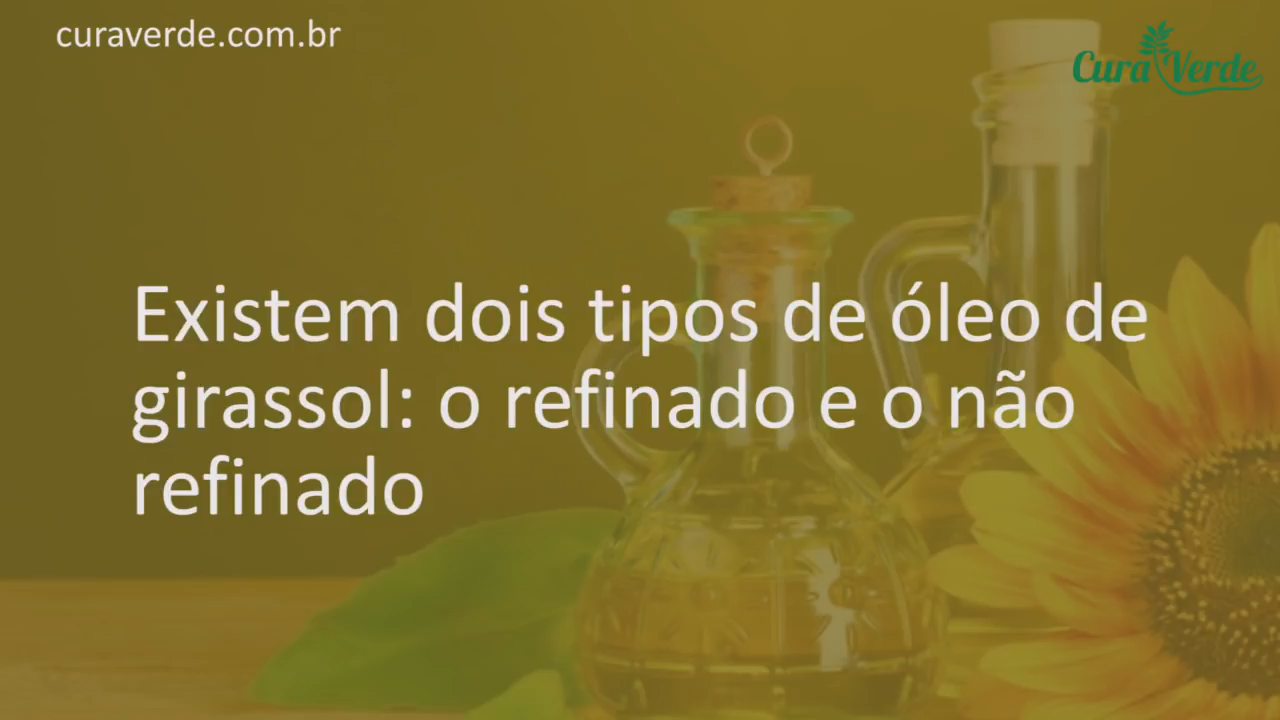 curaverde.com.br
Cura Verde
Existem dois tipos de óleo de
girassol: o refinado e o não
refinado